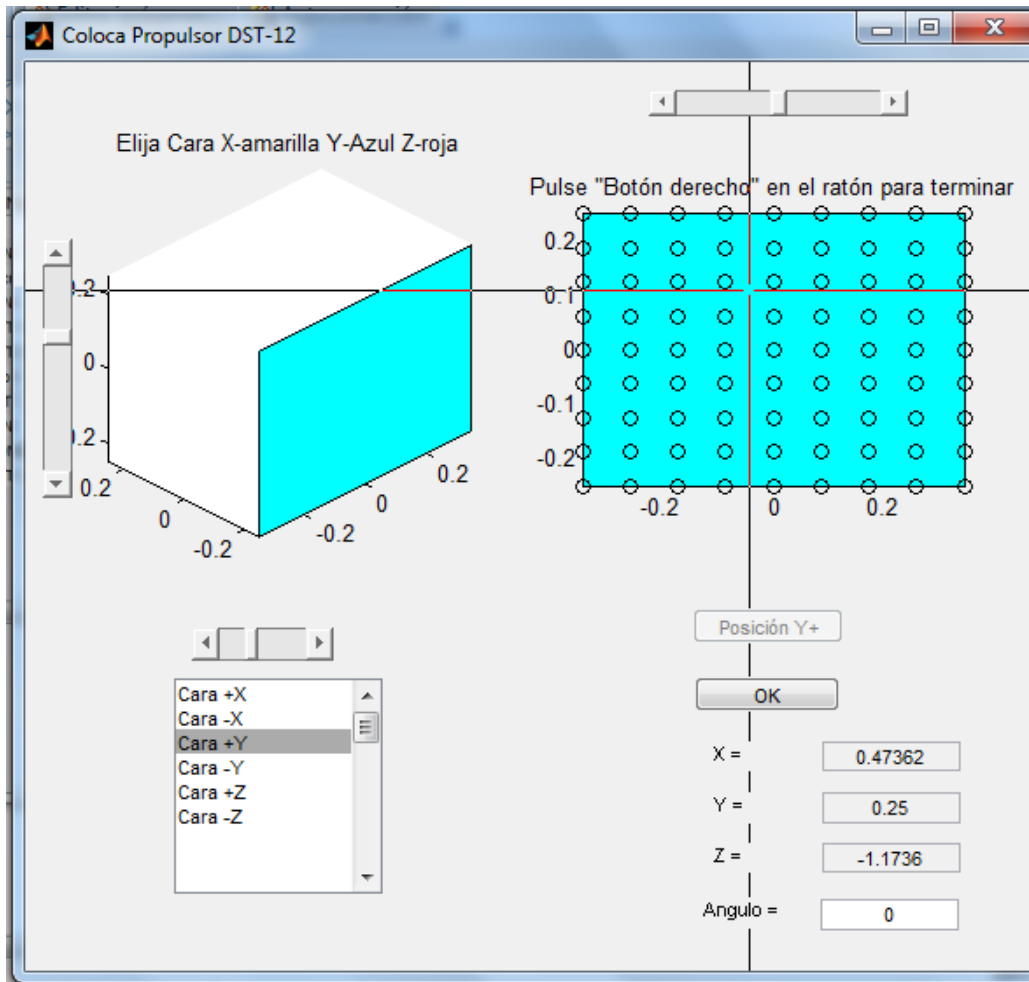 Coloca Propulsor DST-12
Elija Cara X-amarilla Y-Azul Z-roja
0.2
0
0.2
0
-0.2
-0.2
0
0.2
Pulse "Botón derecho" en el ratón para terminar
0.2
0.1
0
-0.1
-0.2
-0.2
0
0.2
Cara +X
Cara -X
Cara +Y
Cara -Y
Cara +Z
Cara -Z
Posición Y+
OK
X = 0.47362
Y = 0.25
Z = -1.1736
Angulo = 0